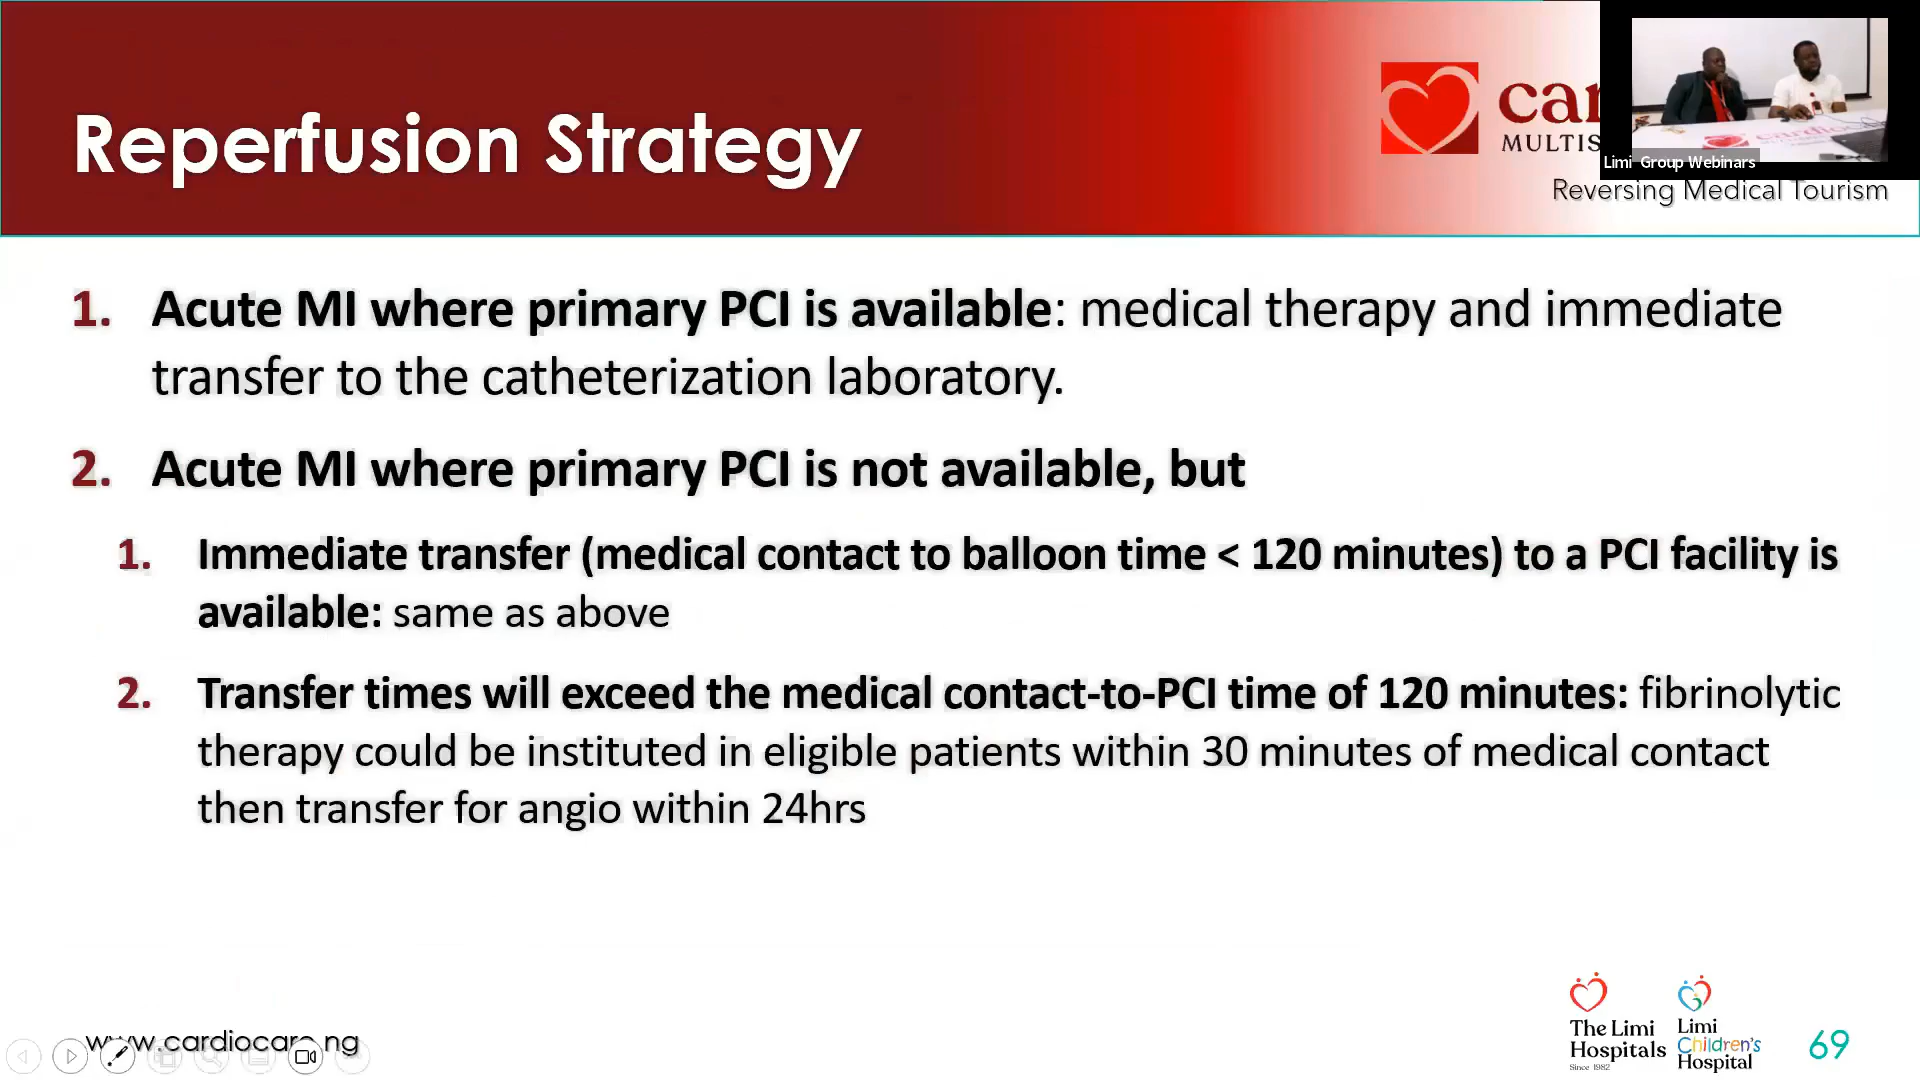 Reperfusion Strategy
MULTIS
Limi Group Webinars
Reversing Medical Tourism
1. Acute MI where primary PCI is available: medical therapy and immediate
transfer to the catheterization laboratory.
2. Acute MI where primary PCI is not available, but
1. Immediate transfer (medical contact to balloon time < 120 minutes) to a PCI facility is
available: same as above
2. Transfer times will exceed the medical contact-to-PCI time of 120 minutes: fibrinolytic
therapy could be instituted in eligible patients within 30 minutes of medical contact
then transfer for angio within 24hrs
www.cardiocare.ng
The Limi
Hospitals
Since 1982
Limi
Children's
Hospital
69